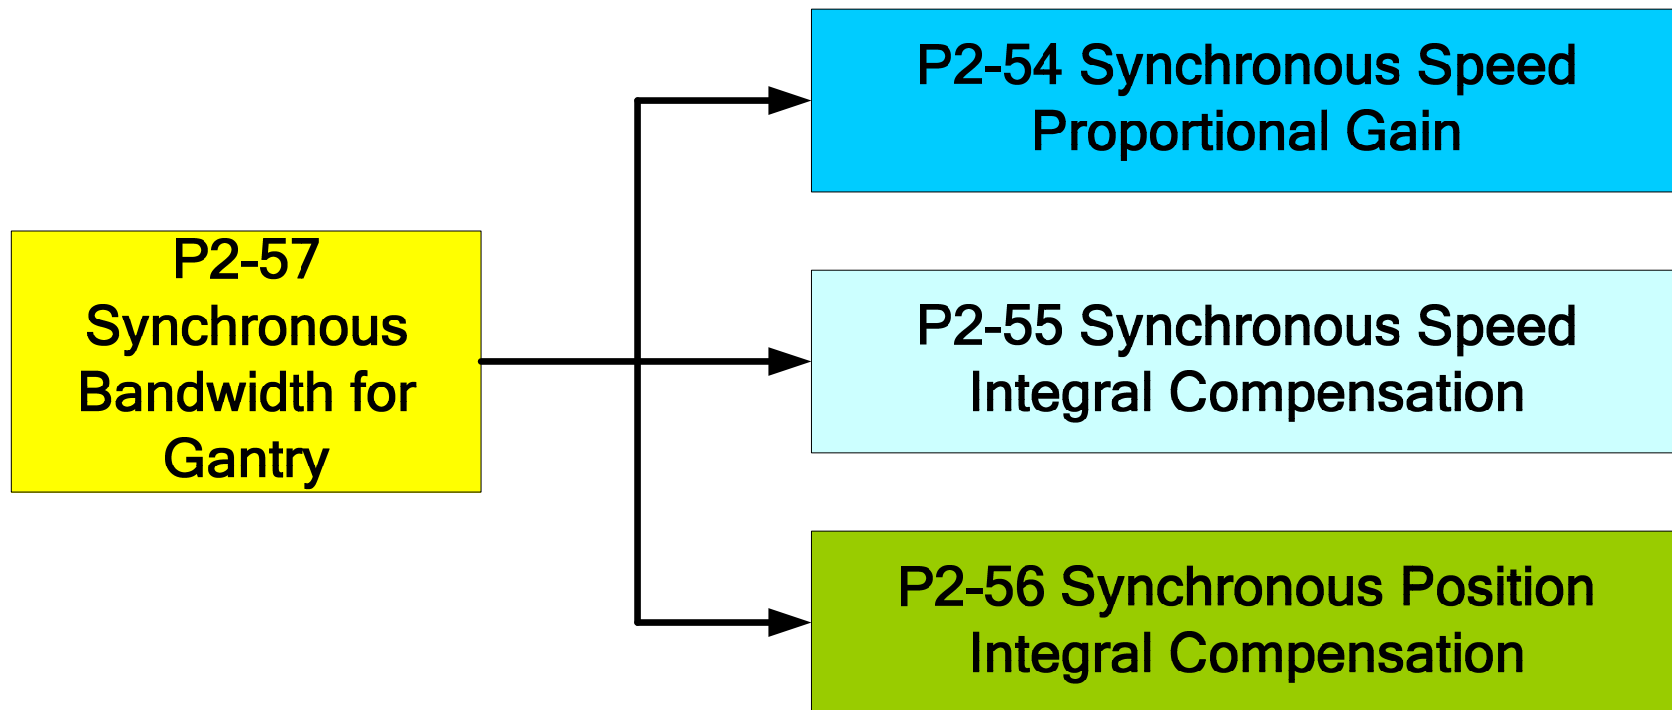 P2-54 Synchronous Speed
Proportional Gain
P2-57
Synchronous
Bandwidth for
Gantry
P2-55 Synchronous Speed
Integral Compensation
P2-56 Synchronous Position
Integral Compensation